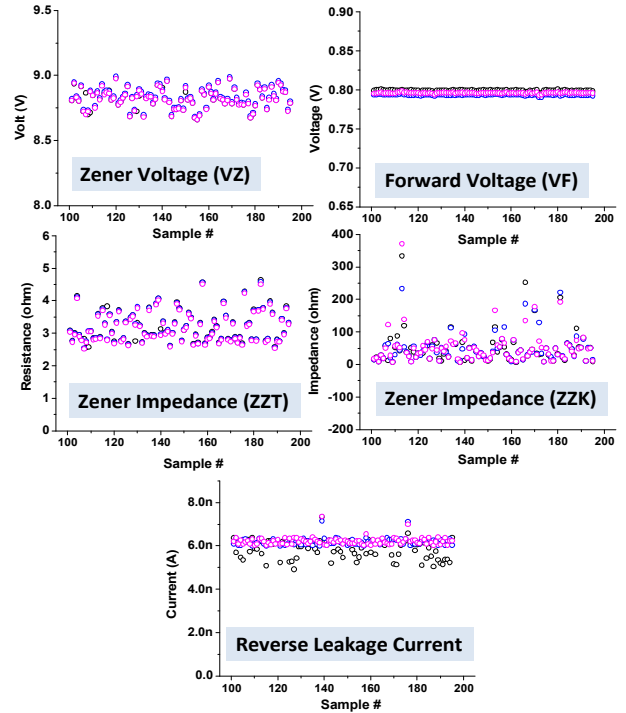 9.5
9.0
8.5
8.0
Volt (V)
Zener Voltage (VZ)
100 120 140 160 180 200
Sample #
0.90
0.85
0.80
0.75
0.70
0.65
Voltage (V)
Forward Voltage (VF)
100 120 140 160 180 200
Sample #
6
5
4
3
2
1
0
Resistance (ohm)
Zener Impedance (ZZT)
100 120 140 160 180 200
Sample #
400
300
200
100
0
-100
-200
Impedance (ohm)
Zener Impedance (ZZK)
100 120 140 160 180 200
Sample #
8.0n
6.0n
4.0n
2.0n
0.0
Current (A)
Reverse Leakage Current
100 120 140 160 180 200
Sample #